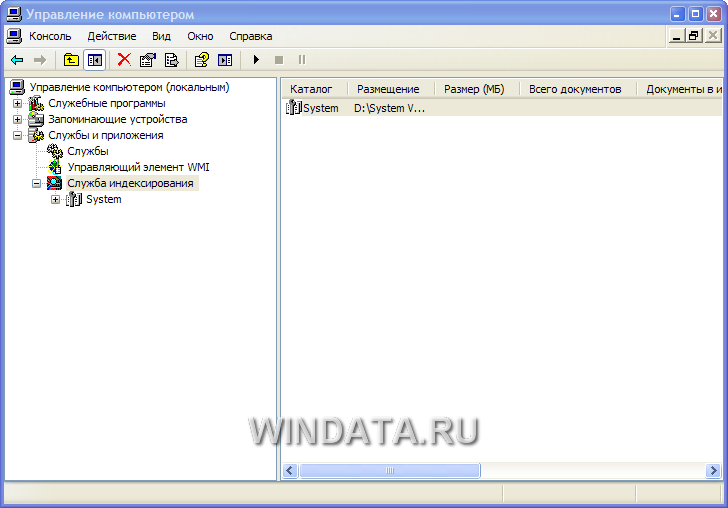 Управление компьютером
Консоль Действие Вид Окно Справка
Управление компьютером (локальным)
Служебные программы
Запоминающие устройства
Службы и приложения
Службы
Управляющий элемент WMI
Служба индексирования
System
Каталог Размещение Размер (МБ) Всего документов Документы в и
System D:\System V...
WINDATA.RU